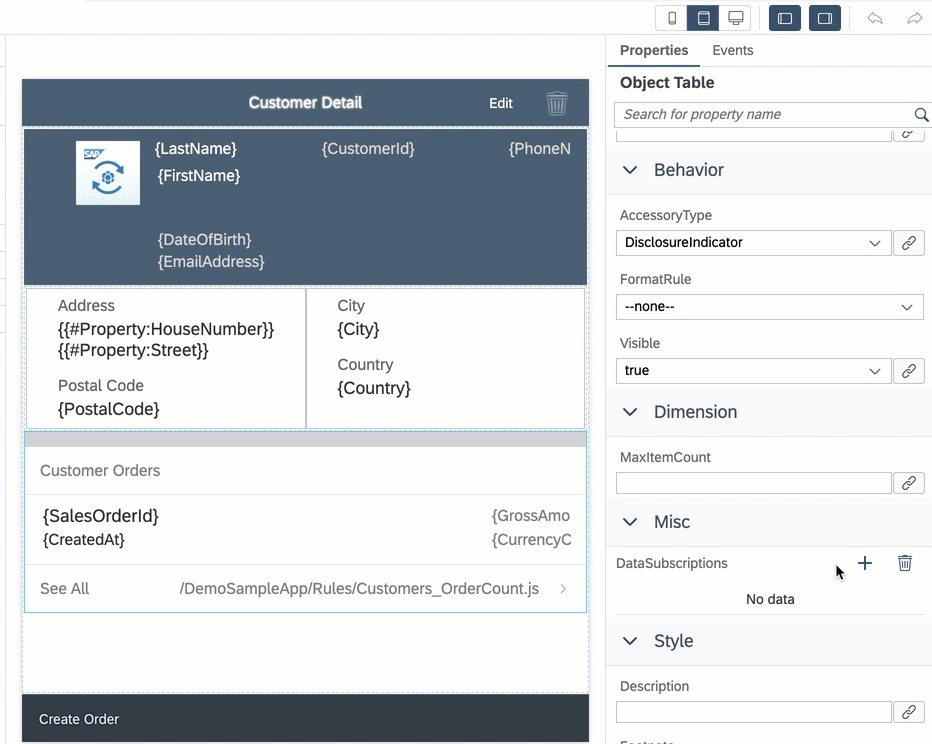 Properties
Events
Object Table
Search for property name
Behavior
AccessoryType
DisclosureIndicator
FormatRule
--none--
Visible
true
Dimension
MaxItemCount
Misc
DataSubscriptions
No data
Style
Description
Customer Detail
Edit
SAP
{LastName}
{CustomerId}
{PhoneN
{FirstName}
{DateOfBirth}
{EmailAddress}
Address
{{#Property:HouseNumber}}
{{#Property:Street}}
Postal Code
{PostalCode}
City
{City}
Country
{Country}
Customer Orders
{SalesOrderId}
{GrossAmo
{CreatedAt}
{CurrencyC
See All
/DemoSampleApp/Rules/Customers_OrderCount.js
Create Order